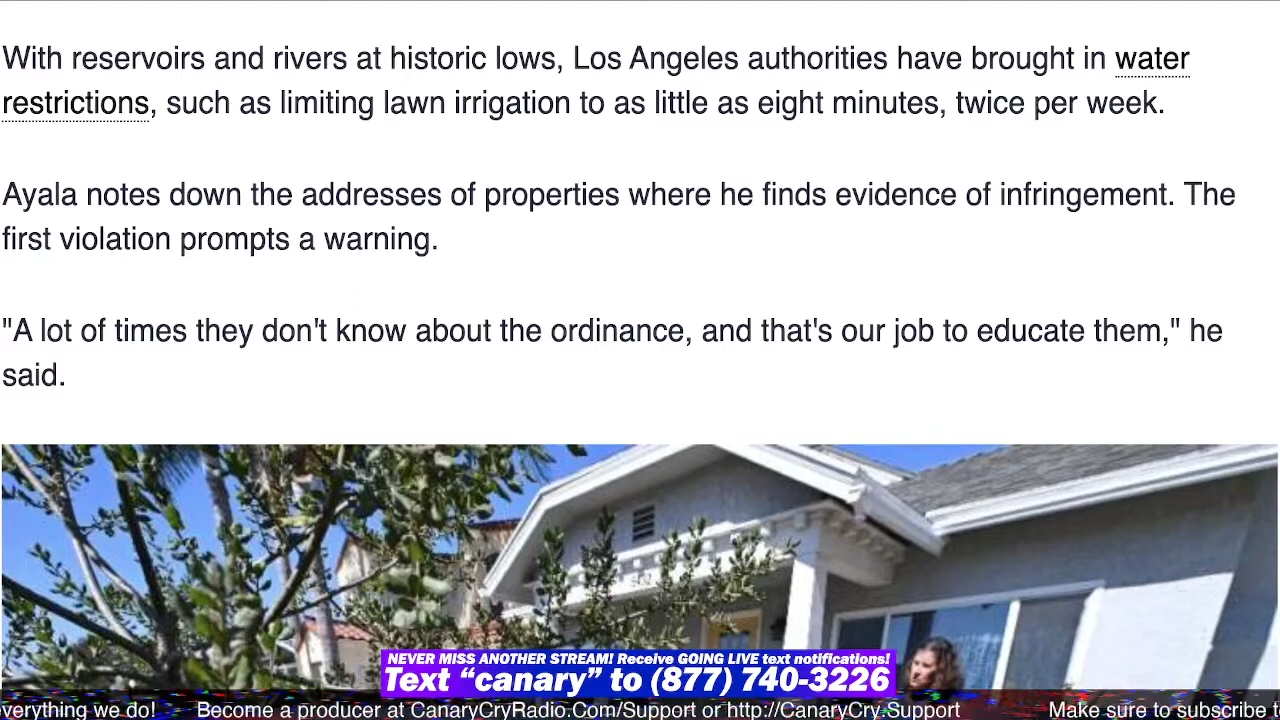 With reservoirs and rivers at historic lows, Los Angeles authorities have brought in water
restrictions, such as limiting lawn irrigation to as little as eight minutes, twice per week.
Ayala notes down the addresses of properties where he finds evidence of infringement. The
first violation prompts a warning.
"A lot of times they don't know about the ordinance, and that's our job to educate them," he
said.
NEVER MISS ANOTHER STREAM! Receive GOING LIVE text notifications!
Text “canary” to (877) 740-3226
everything we do! Become a producer at CanaryCryRadio.Com/Support or http://CanaryCry.Support Make sure to subscribe